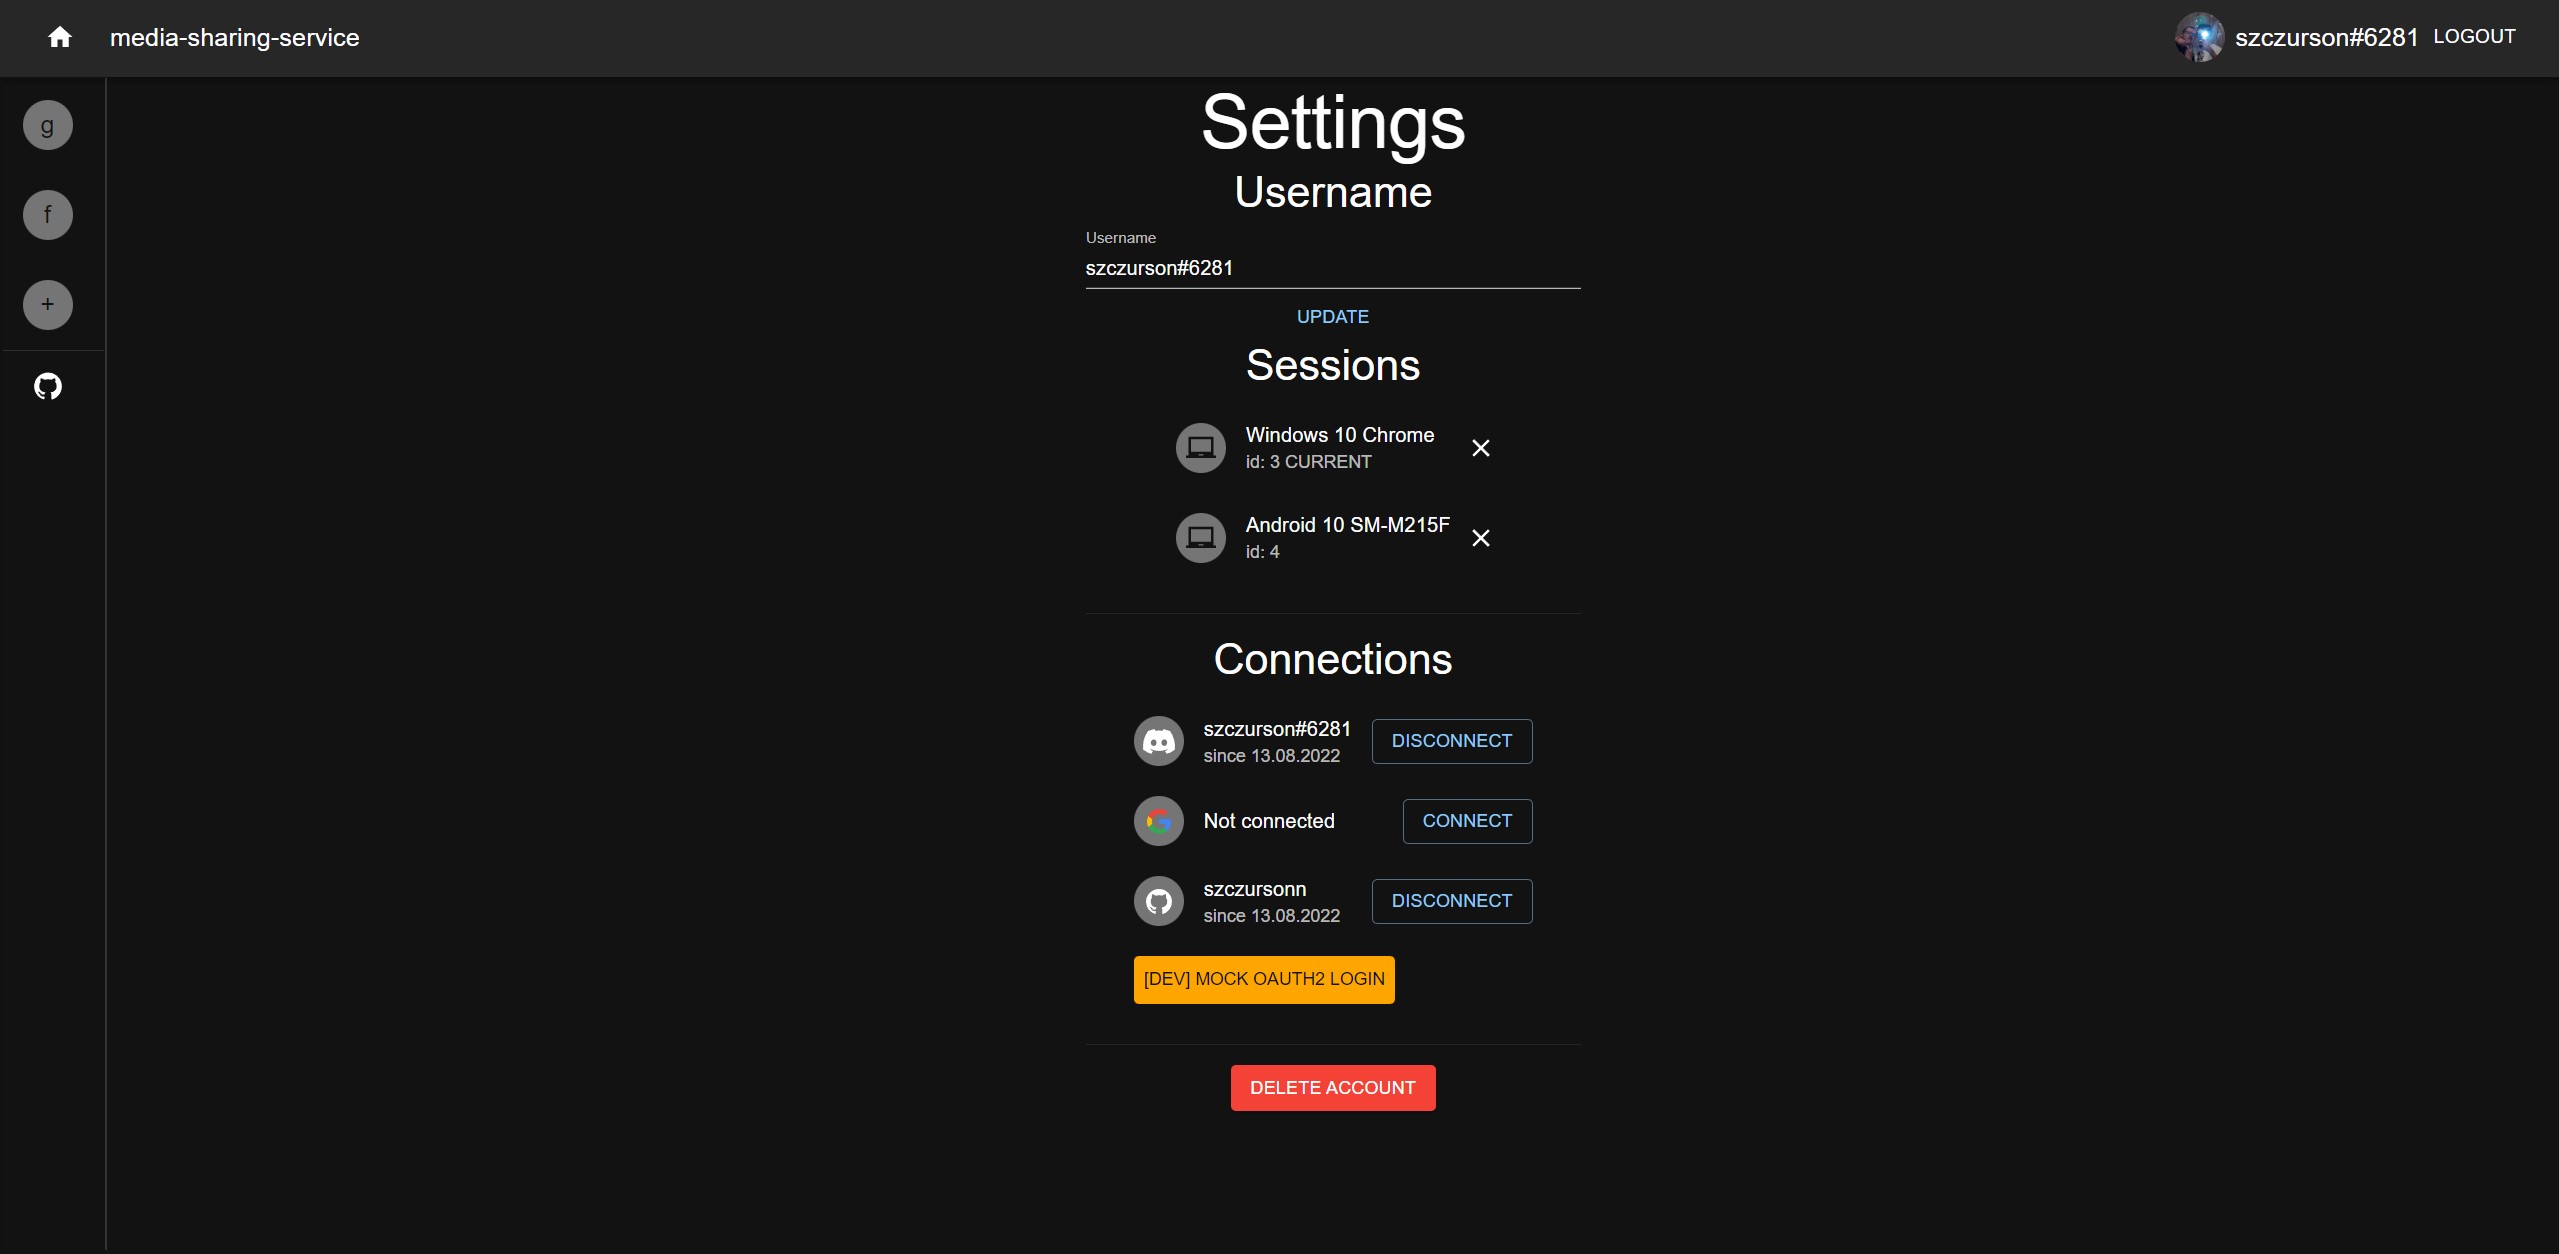 media-sharing-service
szczurson#6281 LOGOUT
g
f
+
Settings
Username
Username
szczurson#6281
UPDATE
Sessions
Windows 10 Chrome
id: 3 CURRENT
Android 10 SM-M215F
id: 4
Connections
szczurson#6281
since 13.08.2022
DISCONNECT
Not connected
CONNECT
szczursonn
since 13.08.2022
DISCONNECT
[DEV] MOCK OAUTH2 LOGIN
DELETE ACCOUNT